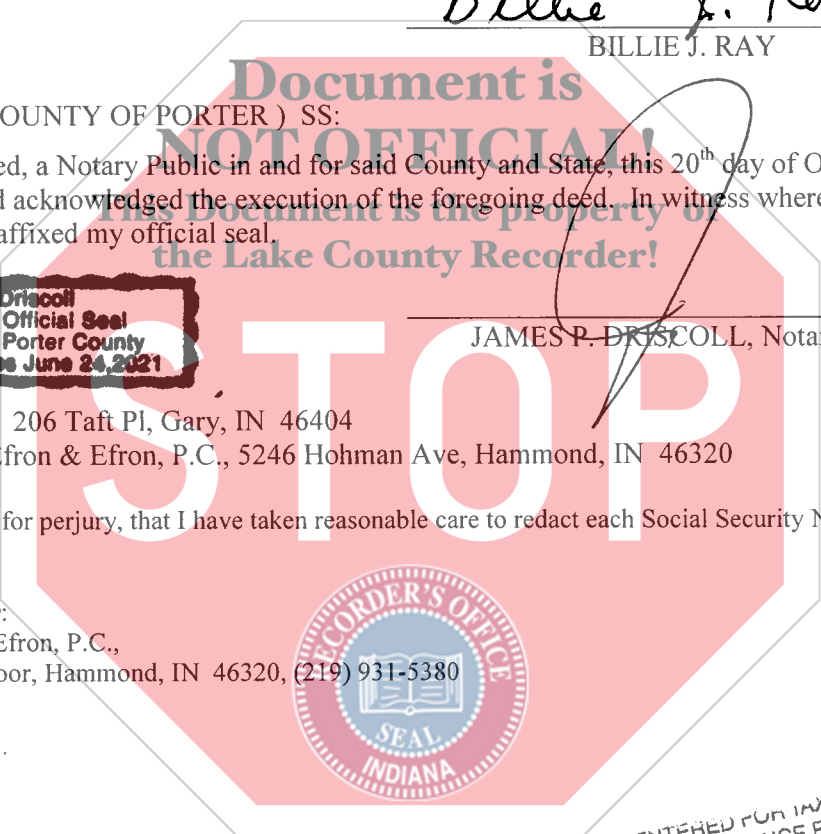 Billie J.
BILLIE J. RAY
Document is
OUNTY OF PORTER ) SS:
NOT OFFICIAL!
ed, a Notary Public in and for said County and State, this 20th day of O
d acknowledged the execution of the foregoing deed. In witness where
This Document is the property of
affixed my official seal.
the Lake County Recorder!
Driscoll
Official Seal
Porter County
s June 24,2021
JAMES P. DRISCOLL, Nota
STOP
206 Taft Pl, Gary, IN 46404
fron & Efron, P.C., 5246 Hohman Ave, Hammond, IN 46320
for perjury, that I have taken reasonable care to redact each Social Security N
:
Efron, P.C.,
oor, Hammond, IN 46320, (219) 931-5380
RECORDER'S OFFICE
SEAL
INDIANA
ENTERED FOR TAX